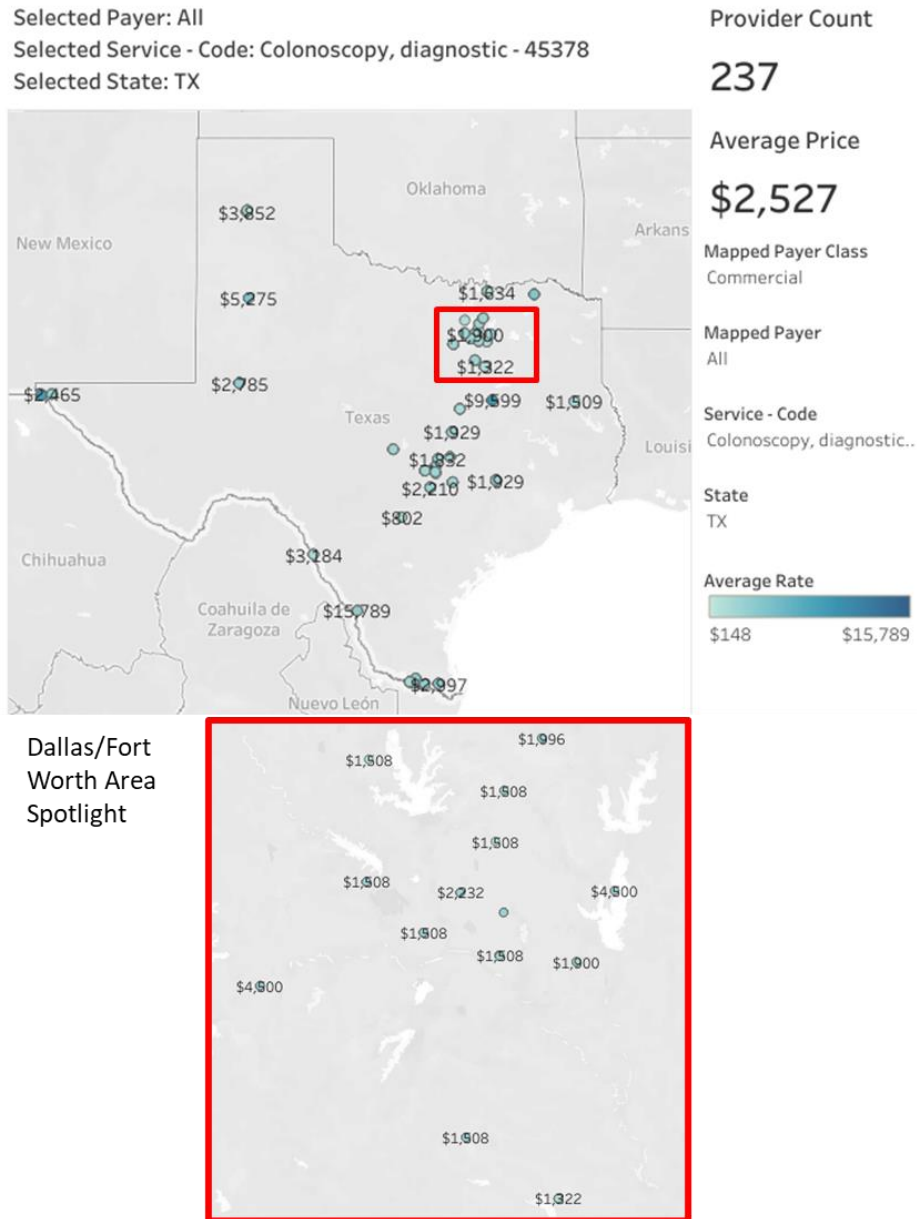 Selected Payer: All
Selected Service - Code: Colonoscopy, diagnostic - 45378
Selected State: TX
Provider Count
237
Average Price
$2,527
Mapped Payer Class
Commercial
Mapped Payer
All
Service - Code
Colonoscopy, diagnostic..
State
TX
Average Rate
$148 $15,789
Oklahoma
$3,852
Arkans
New Mexico
$1,634
$5,275
$1,900
$1,322
$2,785
$2,465
$9,599 $1,509
Texas
$1,929
Louisi
$1,832
$2,210 $1,929
$802
$3,184
Chihuahua
Coahuila de
Zaragoza
$15,789
$2,997
Nuevo León
Dallas/Fort
Worth Area
Spotlight
$1,996
$1,508
$1,508
$1,508
$1,508
$2,232
$4,500
$1,508
$1,508
$1,900
$4,500
$1,508
$1,322